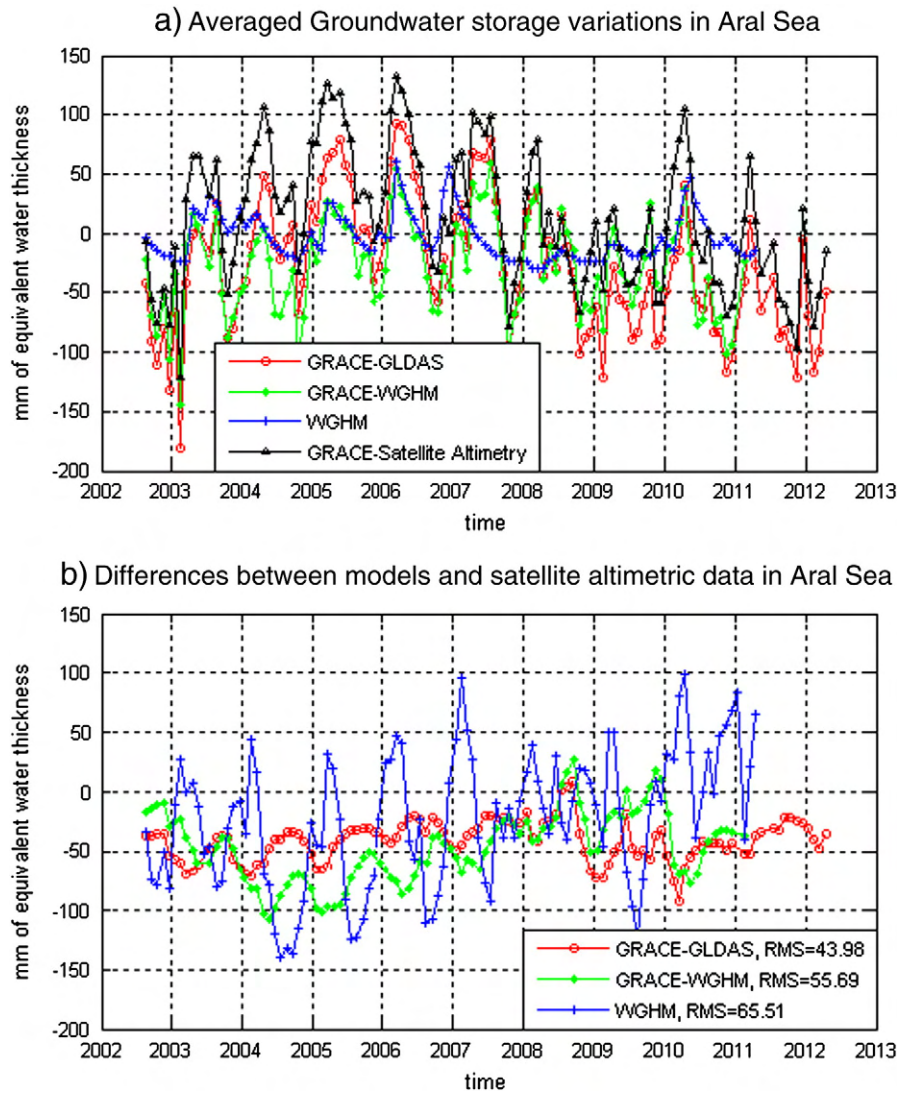 a) Averaged Groundwater storage variations in Aral Sea
mm of equivalent water thickness
150
100
50
0
-50
-100
-150
-200
GRACE-GLDAS
GRACE-WGHM
WGHM
GRACE-Satellite Altimetry
2002 2003 2004 2005 2006 2007 2008 2009 2010 2011 2012 2013
time
b) Differences between models and satellite altimetric data in Aral Sea
mm of equivalent water thickness
150
100
50
0
-50
-100
-150
-200
GRACE-GLDAS, RMS=43.98
GRACE-WGHM, RMS=55.69
WGHM, RMS=65.51
2002 2003 2004 2005 2006 2007 2008 2009 2010 2011 2012 2013
time